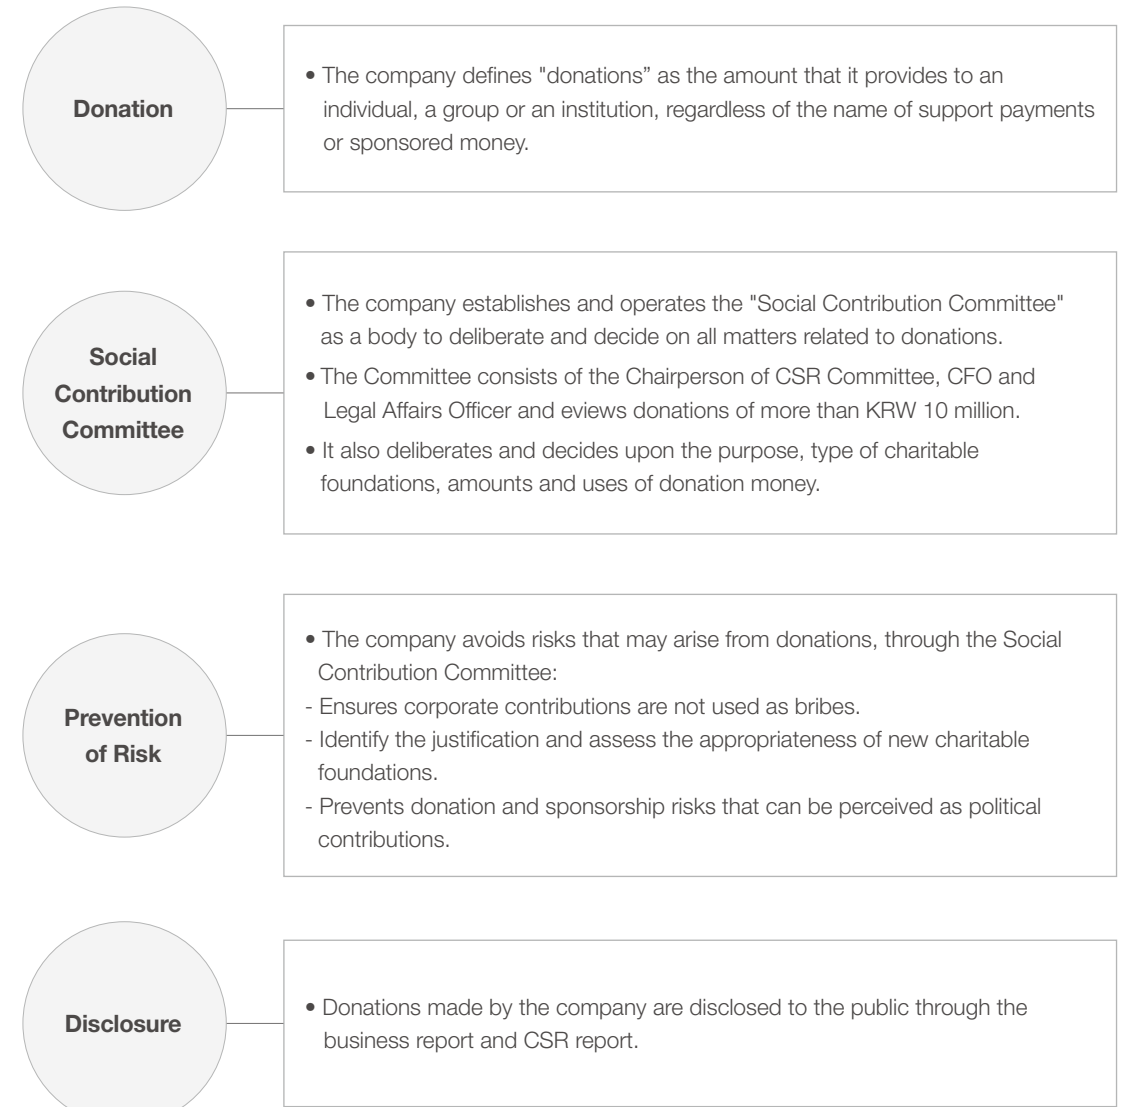 Donation
• The company defines "donations” as the amount that it provides to an
individual, a group or an institution, regardless of the name of support payments
or sponsored money.
Social
Contribution
Committee
• The company establishes and operates the "Social Contribution Committee"
as a body to deliberate and decide on all matters related to donations.
• The Committee consists of the Chairperson of CSR Committee, CFO and
Legal Affairs Officer and eviews donations of more than KRW 10 million.
• It also deliberates and decides upon the purpose, type of charitable
foundations, amounts and uses of donation money.
Prevention
of Risk
• The company avoids risks that may arise from donations, through the Social
Contribution Committee:
- Ensures corporate contributions are not used as bribes.
- Identify the justification and assess the appropriateness of new charitable
foundations.
- Prevents donation and sponsorship risks that can be perceived as political
contributions.
Disclosure
• Donations made by the company are disclosed to the public through the
business report and CSR report.